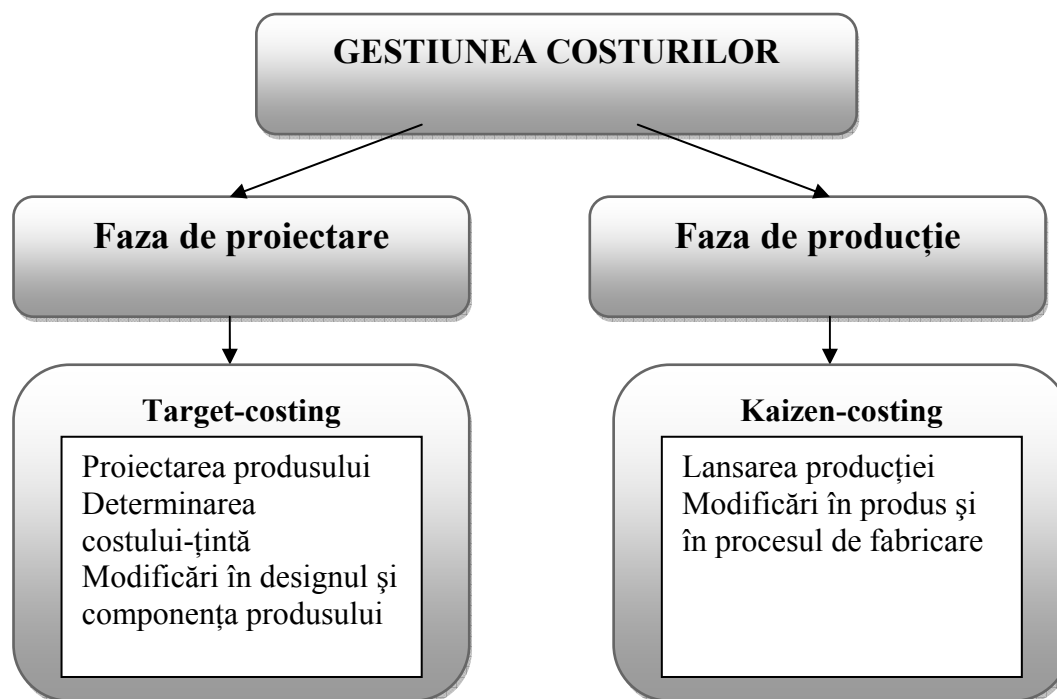 GESTIUNEA COSTURILOR
Faza de proiectare
Faza de producție
Target-costing
Proiectarea produsului
Determinarea
costului-țintă
Modificări în designul şi
componența produsului
Kaizen-costing
Lansarea producției
Modificări în produs şi
în procesul de fabricare